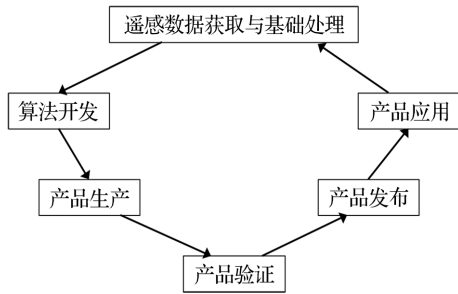 遥感数据获取与基础处理
算法开发
产品应用
产品生产
产品发布
产品验证